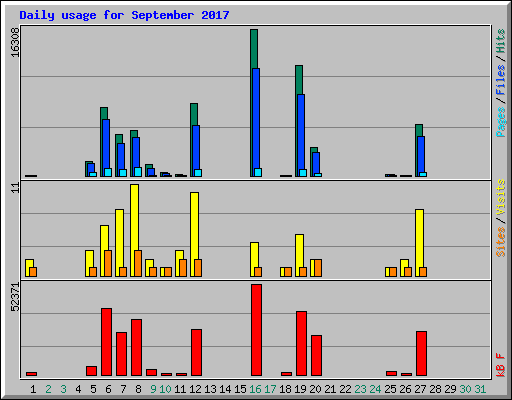 Daily usage for September 2017
16308
Pages/Files/Hits
11
Sites/Visits
52371
kB F
1 2 3 4 5 6 7 8 9 10 11 12 13 14 15 16 17 18 19 20 21 22 23 24 25 26 27 28 29 30 31